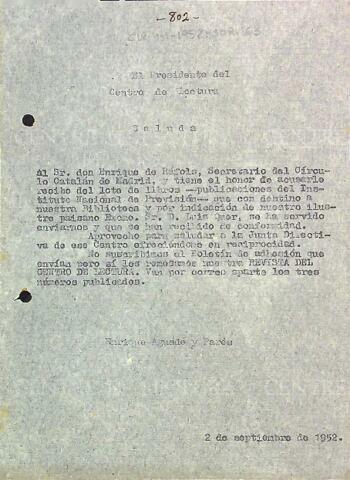 -802-
El Presidente del
Centro de Lectura
Saluda
Al Sr. don Enrique de Ráfols, Secretario del Círcu
lo Catalán de Madrid, y tiene el honor de acusarle
recibo del lote de libros —publicaciones del Ins-
tituto Nacional de Previsión— que con destino a
nuestra Biblioteca y por indicación de nuestro ilus-
tre paisano Excmo. Sr. D. Luis se ha servido
enviarnos y que se han recibido de conformidad.
Aprovecho para saludar a la Junta Directi-
va de ese Centro ofreciéndome en reciprocidad.
No suscribimos el Boletín de adhesión que
envían pero sí les remesamos REVISTA DEL
CENTRO DE LECTURA. Van por correo aparte los tres
números publicados.
Enrique Aguadé y Parés
2 de septiembre de 1952.